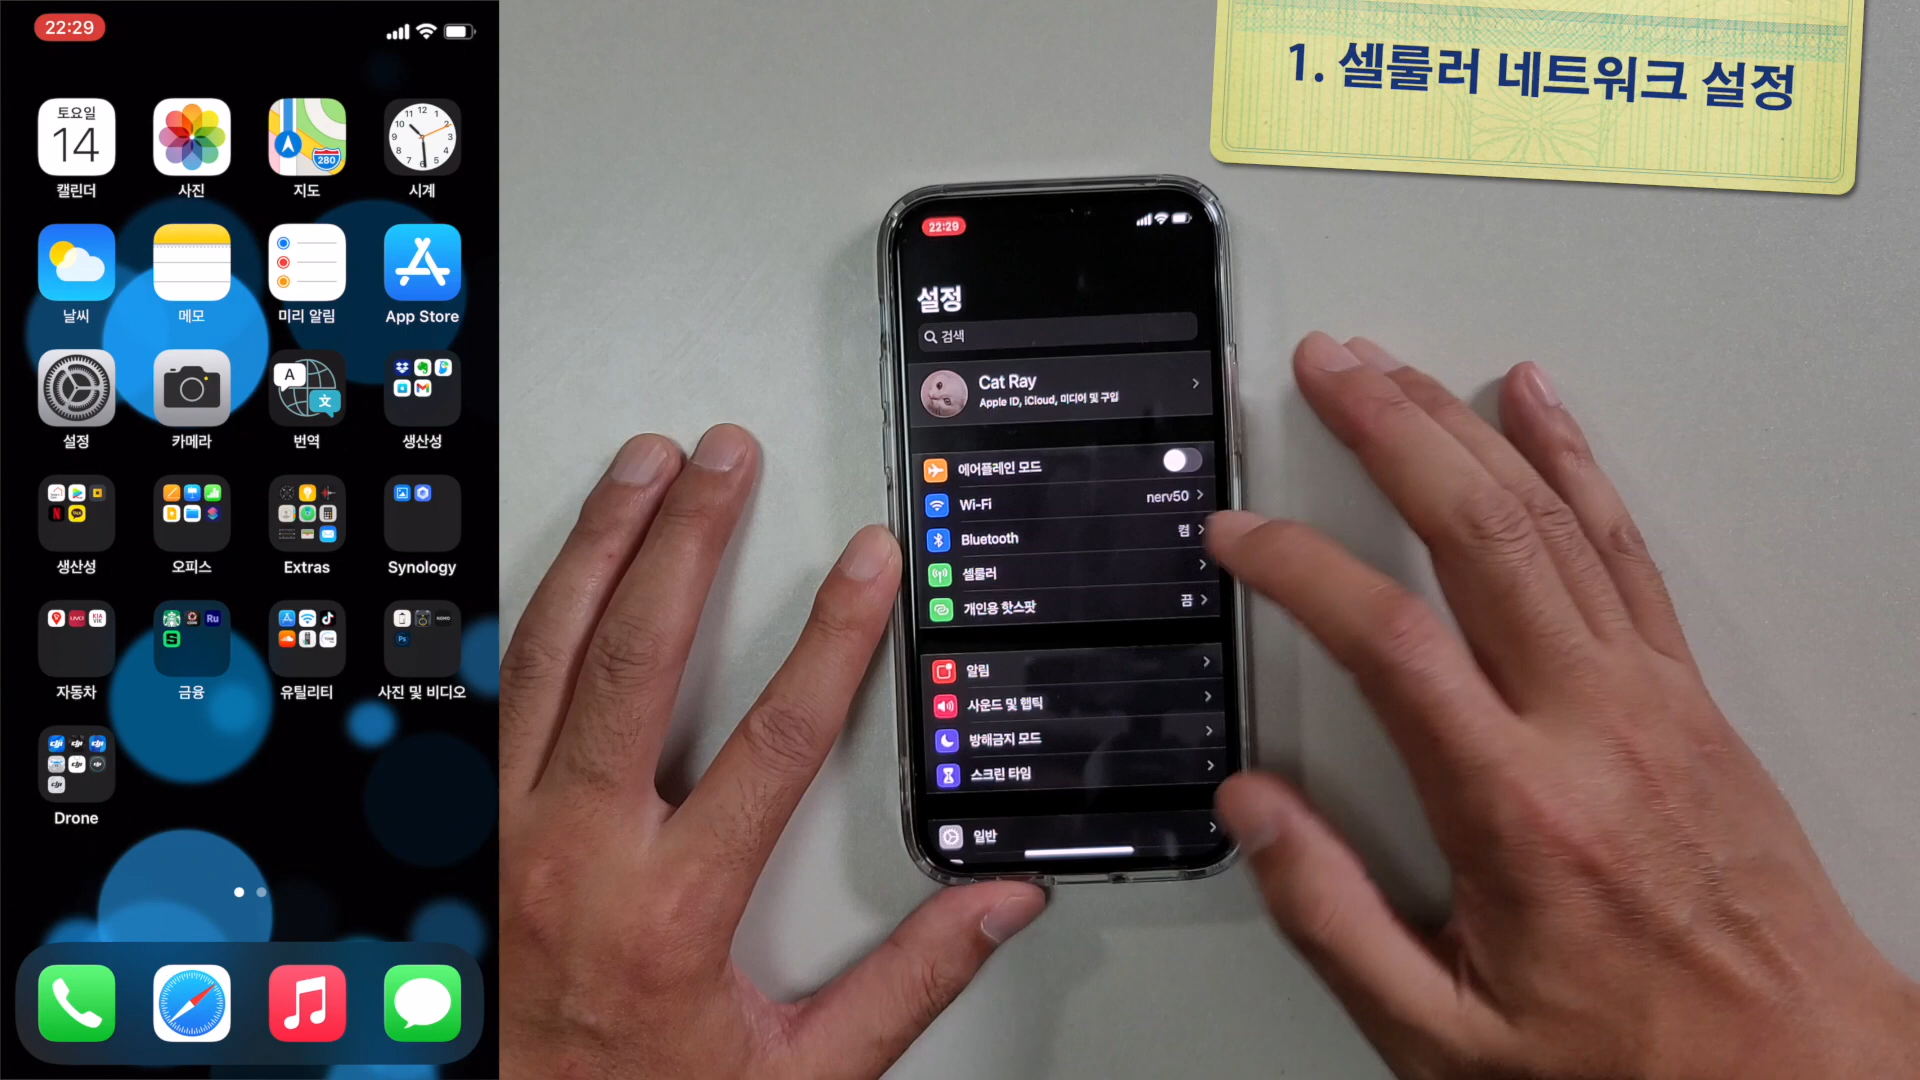 22:29
토요일
14
캘린더
사진
280
지도
시계
날씨
메모
미리 알림
App Store
설정
카메라
A
文
번역
생산성
생산성
오피스
Extras
Synology
자동차
금융
유틸리티
사진 및 비디오
Drone
1. 셀룰러 네트워크 설정
22:29
설정
검색
Cat Ray
Apple ID, iCloud, 미디어 및 구입
에어플레인 모드
Wi-Fi nerv50
Bluetooth 켬
셀룰러
개인용 핫스팟 끔
알림
사운드 및 햅틱
방해금지 모드
스크린 타임
일반